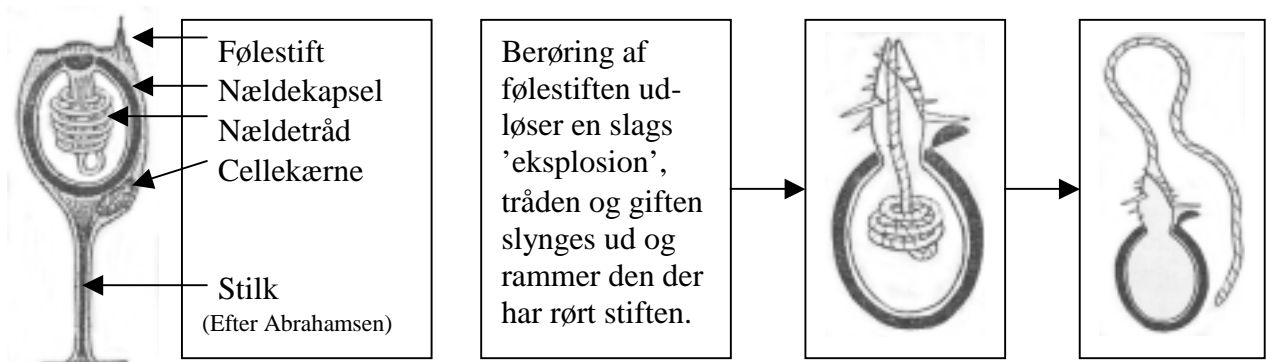 Følestift
Nældekapsel
Nældetråd
Cellekærne
Stilk
(Efter Abrahamsen)
Berøring af
følestiften ud-
løser en slags
’eksplosion’,
tråden og giften
slynges ud og
rammer den der
har rørt stiften.